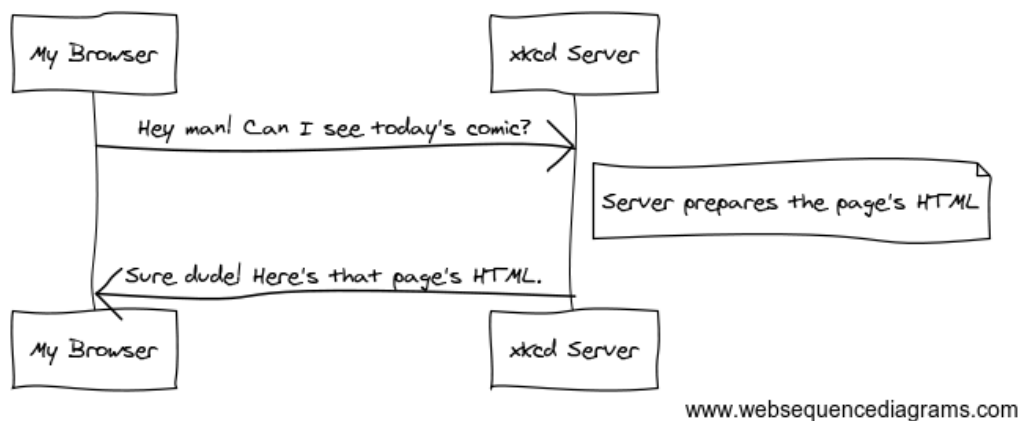 My Browser
xkcd Server
Hey man! Can I see today's comic?
Server prepares the page's HTML
Sure dude! Here's that page's HTML.
My Browser
xkcd Server
www.websequencediagrams.com